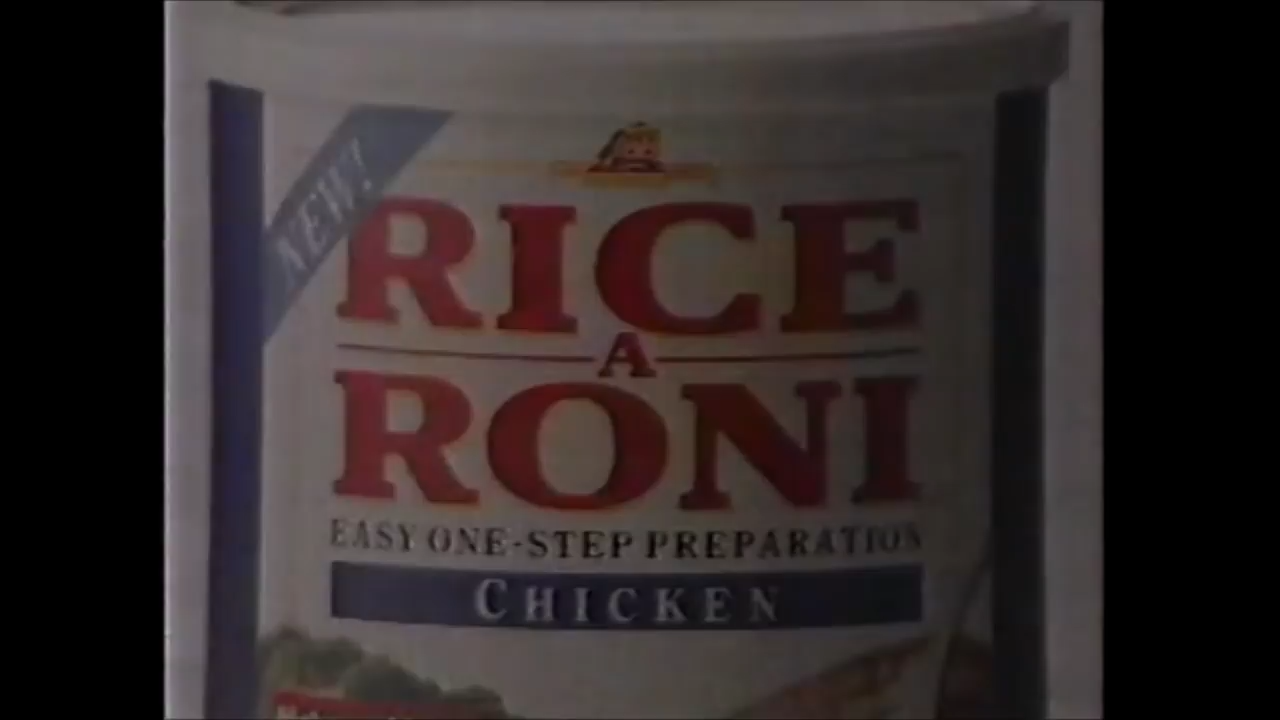 NEW!
RICE
A
RONI
EASY ONE-STEP PREPARATION
CHICKEN